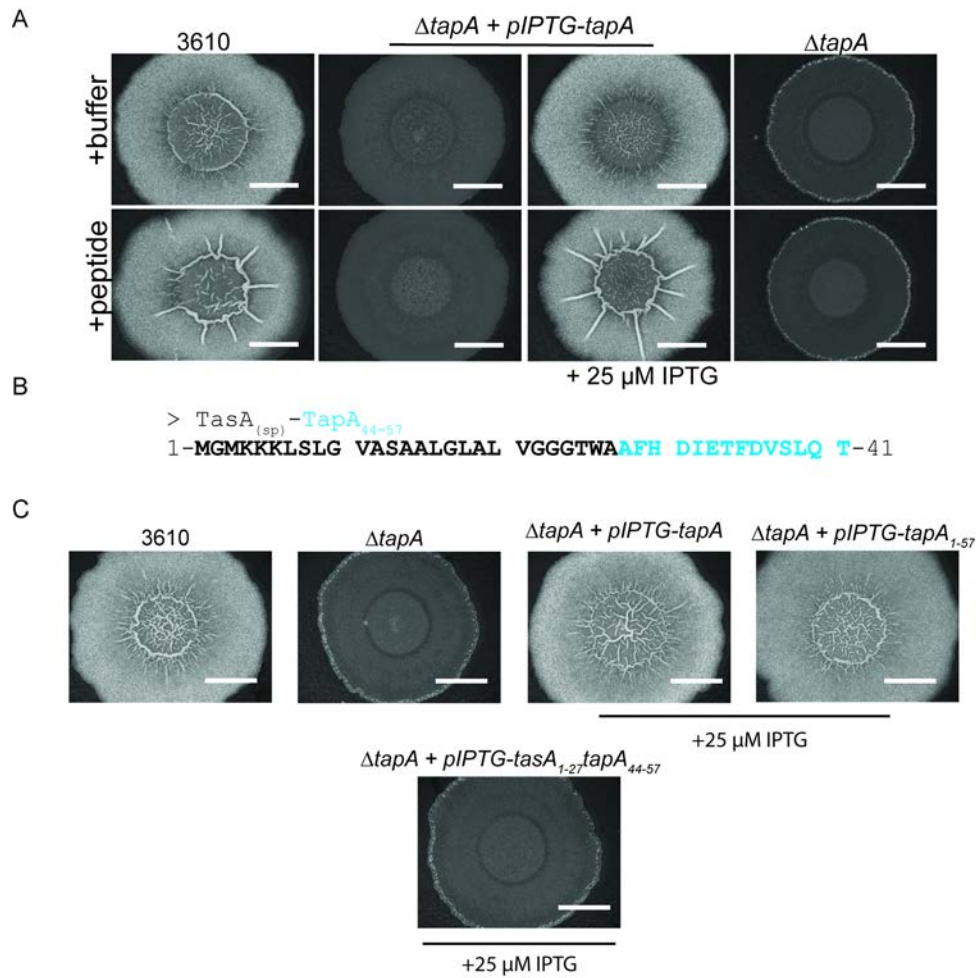 A
3610
ΔtapA + pIPTG-tapA
ΔtapA
+buffer
+peptide
+ 25 µM IPTG
B
> TasA(sp)-TapA44-57
1-MGMKKKLSLG VASAALGLAL VGGGTWAAFH DIETFDVSLQ T-41
C
3610
ΔtapA
ΔtapA + pIPTG-tapA
ΔtapA + pIPTG-tapA1-57
+25 µM IPTG
ΔtapA + pIPTG-tasA1-27tapA44-57
+25 µM IPTG